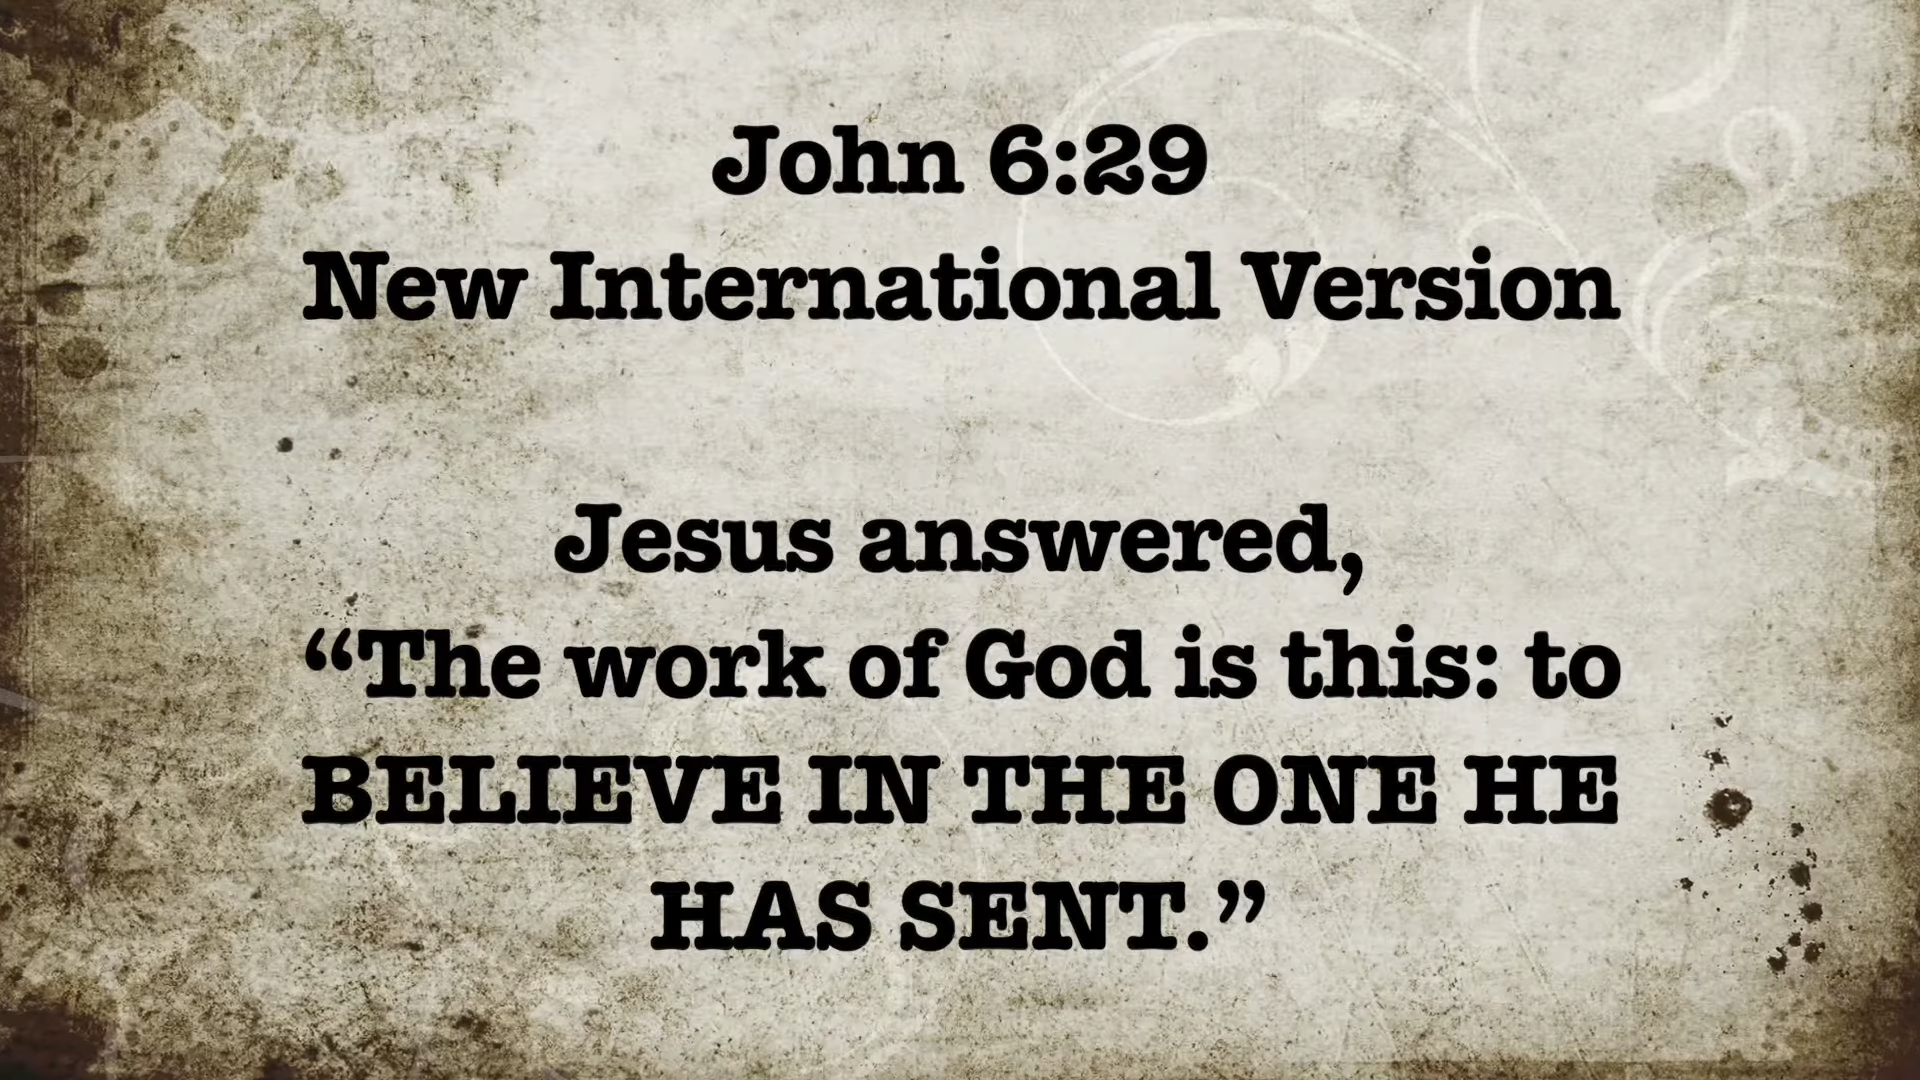 John 6:29
New International Version
Jesus answered,
“The work of God is this: to
BELIEVE IN THE ONE HE
HAS SENT.”